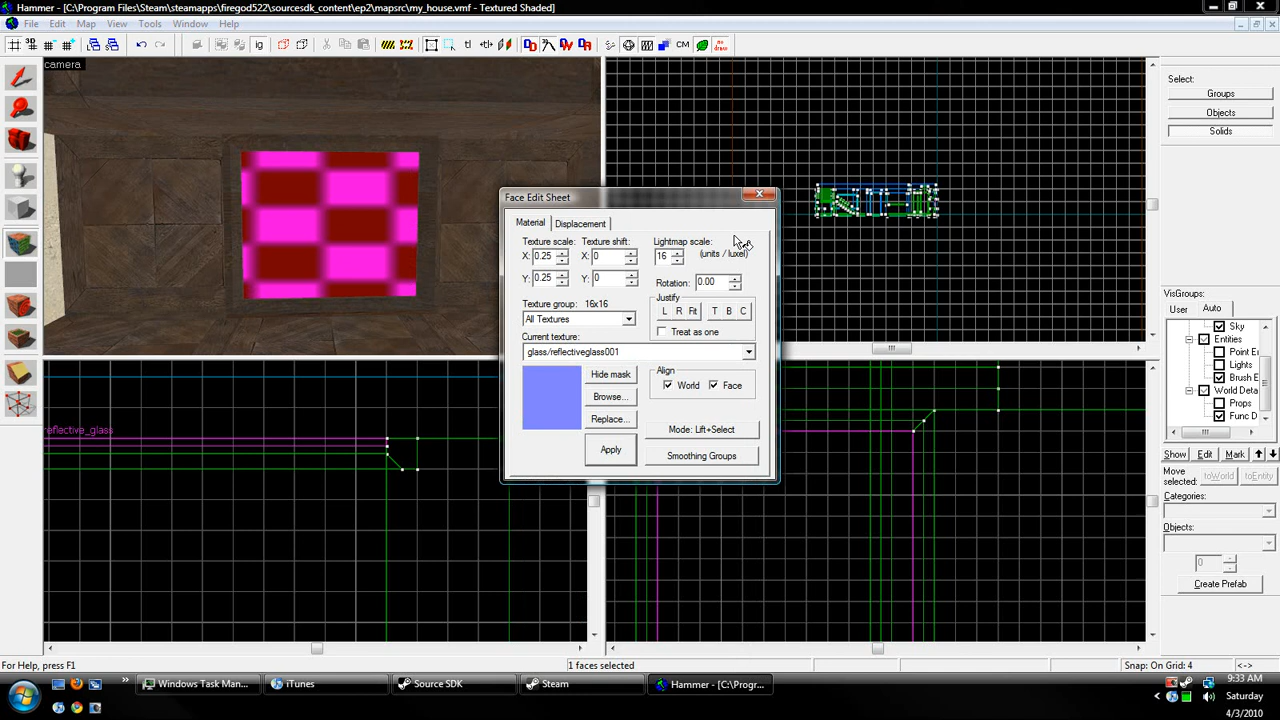 Hammer - [C:\Program Files\Steam\steamapps\firegod522\sourcesdk_content\ep2\mapsrc\my_house.vmf - Textured Shaded]
File Edit Map View Tools Window Help
3D ig tl tl+ CM
camera
Select:
Groups
Objects
Solids
Face Edit Sheet
Material Displacement
Texture scale: Texture shift: Lightmap scale:
X: 0.25 X: 0 16 (units / luxel)
Y: 0.25 Y: 0 Rotation: 0.00
Texture group: 16x16 Justify
All Textures L R Fit T B C
Current texture: Treat as one
glass/reflectiveglass001
Hide mask Align
Browse... World Face
Replace...
Mode: Lift+Select
Apply
Smoothing Groups
VisGroups:
User Auto
Sky
Entities
Point E
Lights
Brush E
World Deta
Props
Func D
Show Edit Mark
Move selected: toWorld toEntity
Categories:
Objects:
0
Create Prefab
reflective_glass
For Help, press F1 1 faces selected Snap: On Grid: 4 <->
Windows Task Man... iTunes Source SDK Steam Hammer - [C:\Progr...
9:33 AM
Saturday
4/3/2010